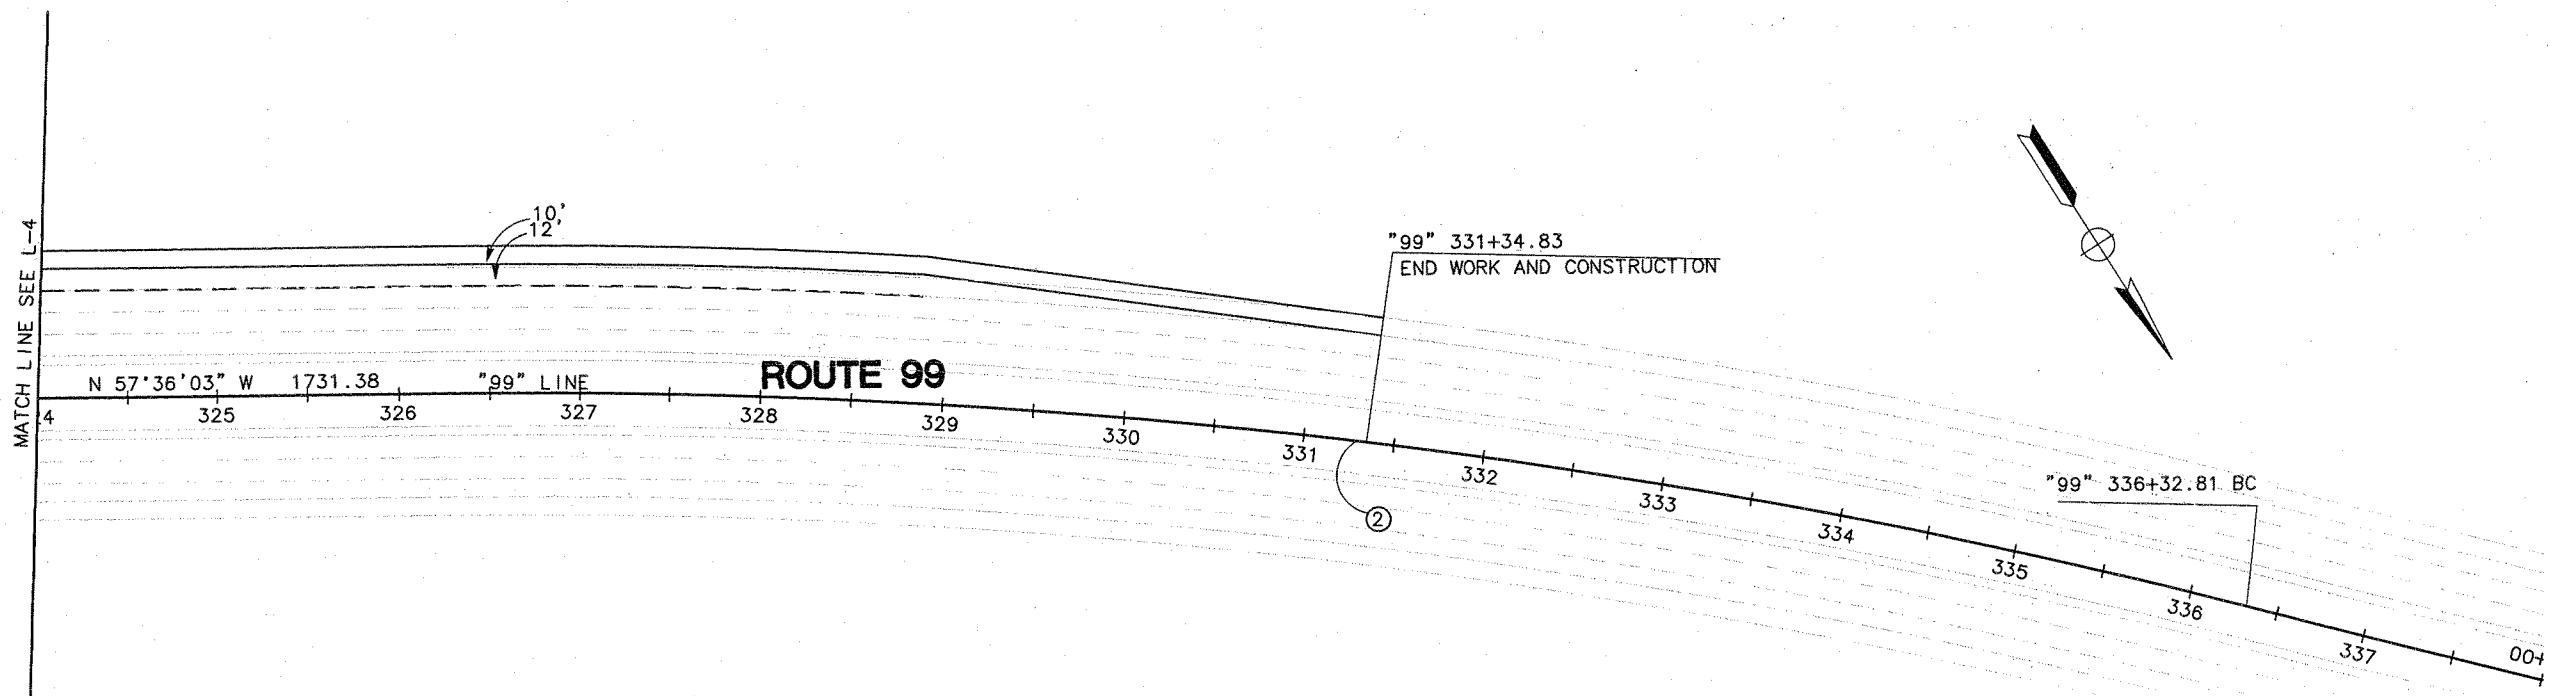 MATCH LINE SEE L-4
10'
12'
"99" 331+34.83
END WORK AND CONSTRUCTION
N 57°36'03" W 1731.38 "99" LINE
ROUTE 99
4 325 326 327 328 329 330 331 332 333 334 335 336 337 00+
2
"99" 336+32.81 BC